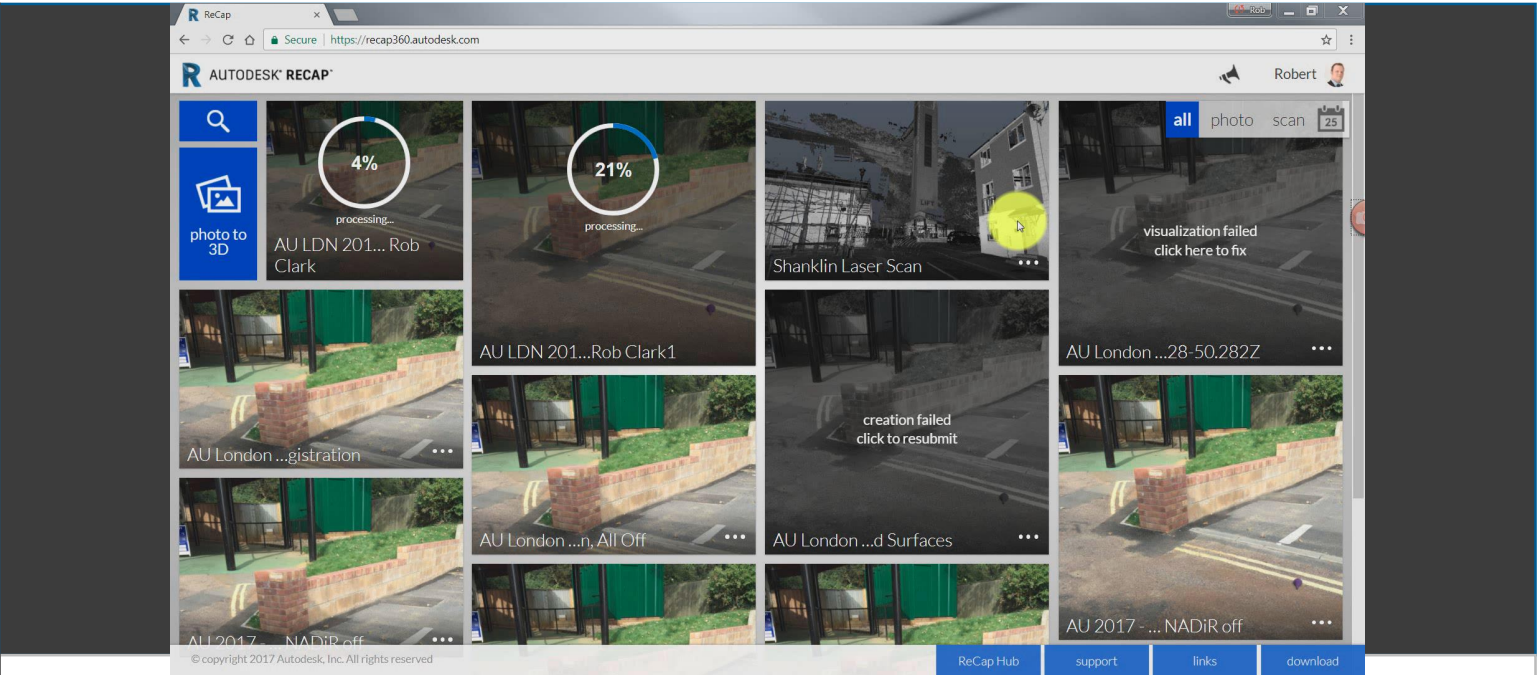 ReCap
Rob
Secure | https://recap360.autodesk.com
AUTODESK® RECAP™
Robert
all photo scan 25
photo to
3D
4%
processing...
AU LDN 201... Rob
Clark
21%
processing...
AU LDN 201...Rob Clark1
LIFT
Shanklin Laser Scan
visualization failed
click here to fix
AU London ...28-50.282Z
AU London ...gistration
AU London ...n, All Off
creation failed
click to resubmit
AU London ...d Surfaces
AU 2017 - ... NADiR off
AU 2017 - ... NADiR off
© copyright 2017 Autodesk, Inc. All rights reserved
ReCap Hub
support
links
download